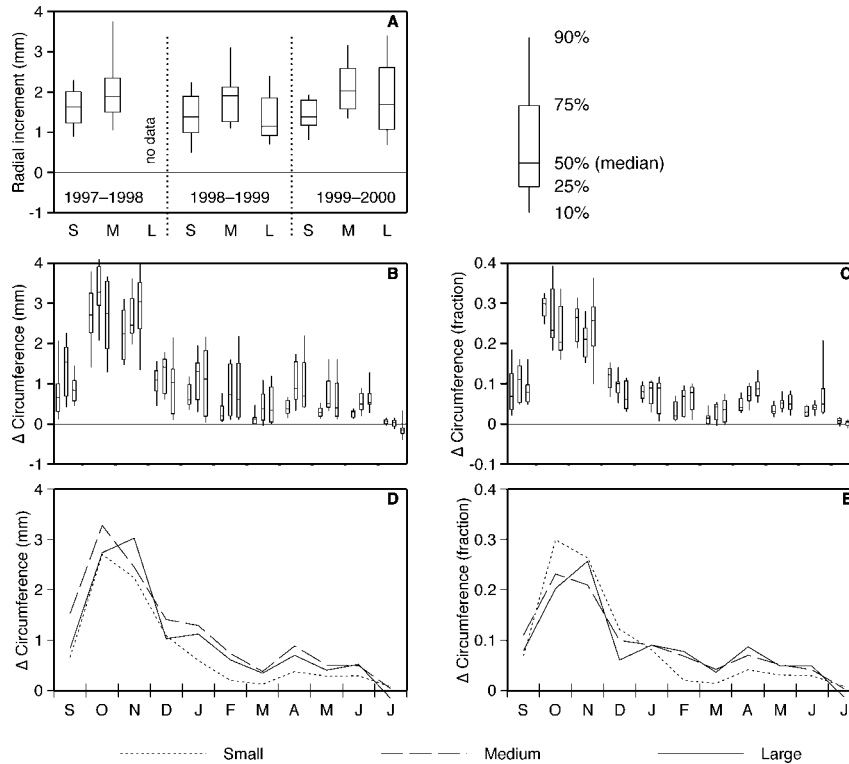 A
Radial increment (mm)
4
3
2
1
0
-1
no data
1997–1998
1998–1999
1999–2000
S M L S M L S M L
90%
75%
50% (median)
25%
10%
B
Δ Circumference (mm)
4
3
2
1
0
-1
C
Δ Circumference (fraction)
0.4
0.3
0.2
0.1
0
-0.1
D
Δ Circumference (mm)
4
3
2
1
0
S O N D J F M A M J J
E
Δ Circumference (fraction)
0.4
0.3
0.2
0.1
0
S O N D J F M A M J J
Small Medium Large